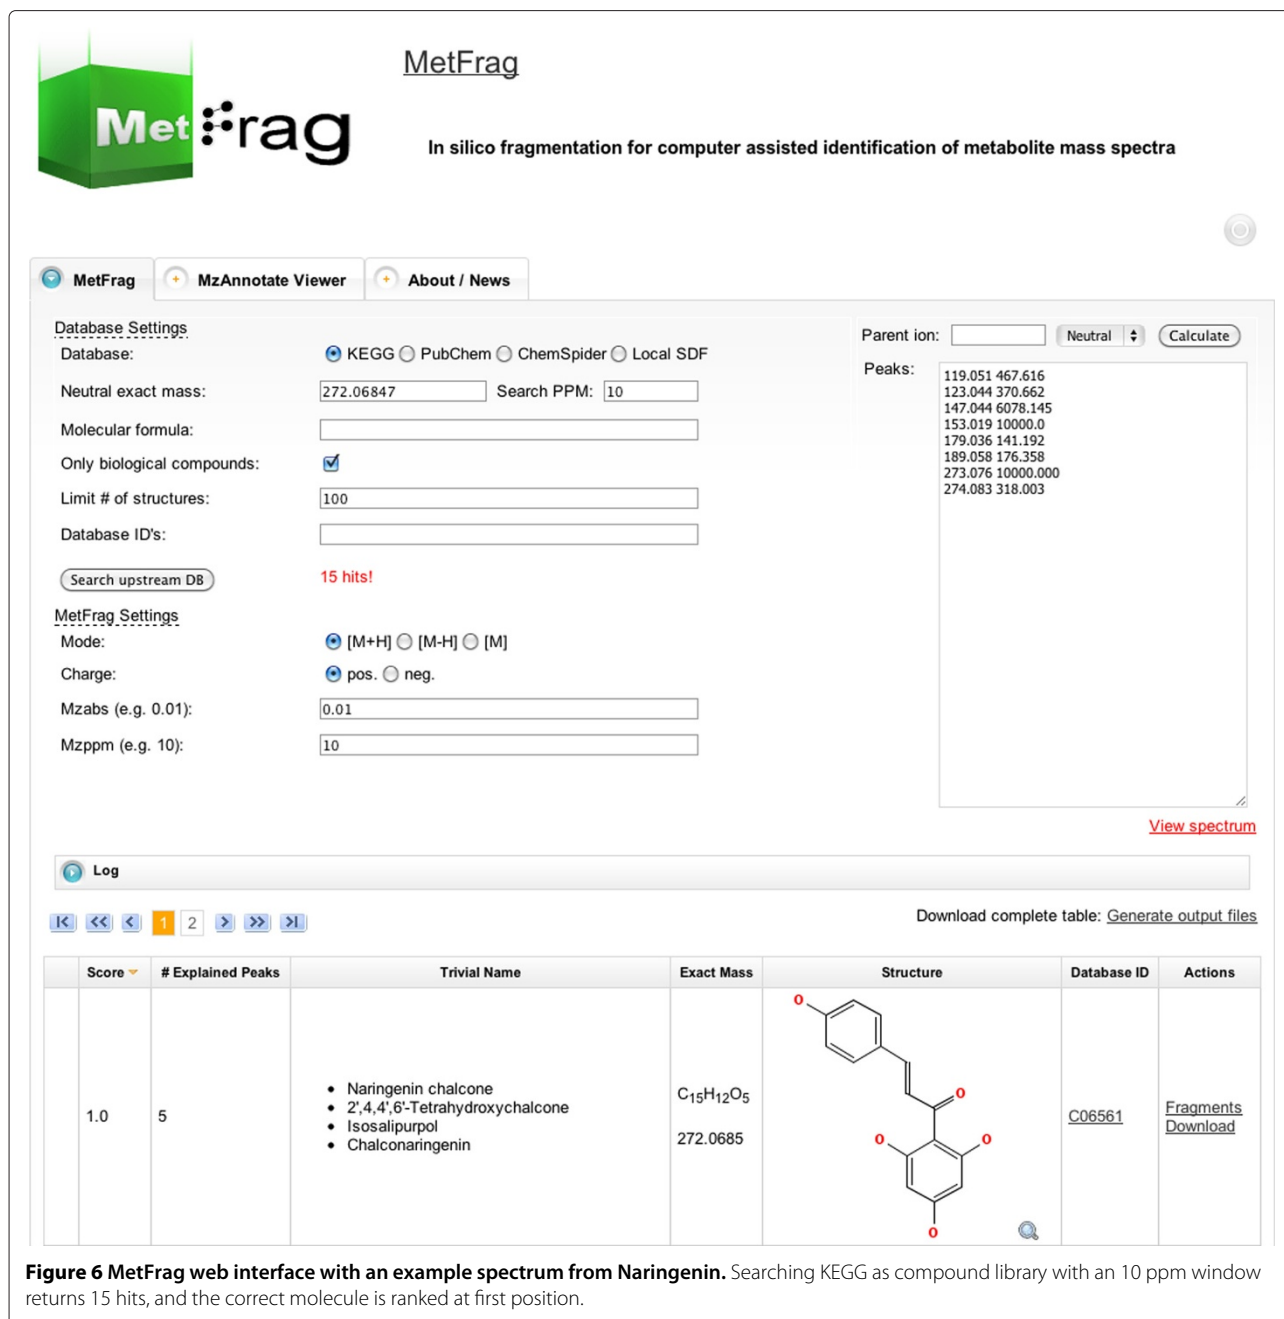 MetFrag
MetFrag
In silico fragmentation for computer assisted identification of metabolite mass spectra
MetFrag
MzAnnotate Viewer
About / News
Database Settings
Database: KEGG PubChem ChemSpider Local SDF
Neutral exact mass: 272.06847 Search PPM: 10
Molecular formula:
Only biological compounds:
Limit # of structures: 100
Database ID's:
Search upstream DB 15 hits!
MetFrag Settings
Mode: [M+H] [M-H] [M]
Charge: pos. neg.
Mzabs (e.g. 0.01): 0.01
Mzppm (e.g. 10): 10
Parent ion: Neutral Calculate
Peaks:
119.051 467.616
123.044 370.662
147.044 6078.145
153.019 10000.0
179.036 141.192
189.058 176.358
273.076 10000.000
274.083 318.003
View spectrum
Log
1 2
Download complete table: Generate output files
Score # Explained Peaks Trivial Name Exact Mass Structure Database ID Actions
1.0
5
• Naringenin chalcone
• 2',4,4',6'-Tetrahydroxychalcone
• Isosalipurpol
• Chalconaringenin
C15H12O5
272.0685
O
O
O
O
O
C06561
Fragments
Download
Figure 6 MetFrag web interface with an example spectrum from Naringenin. Searching KEGG as compound library with an 10 ppm window
returns 15 hits, and the correct molecule is ranked at first position.